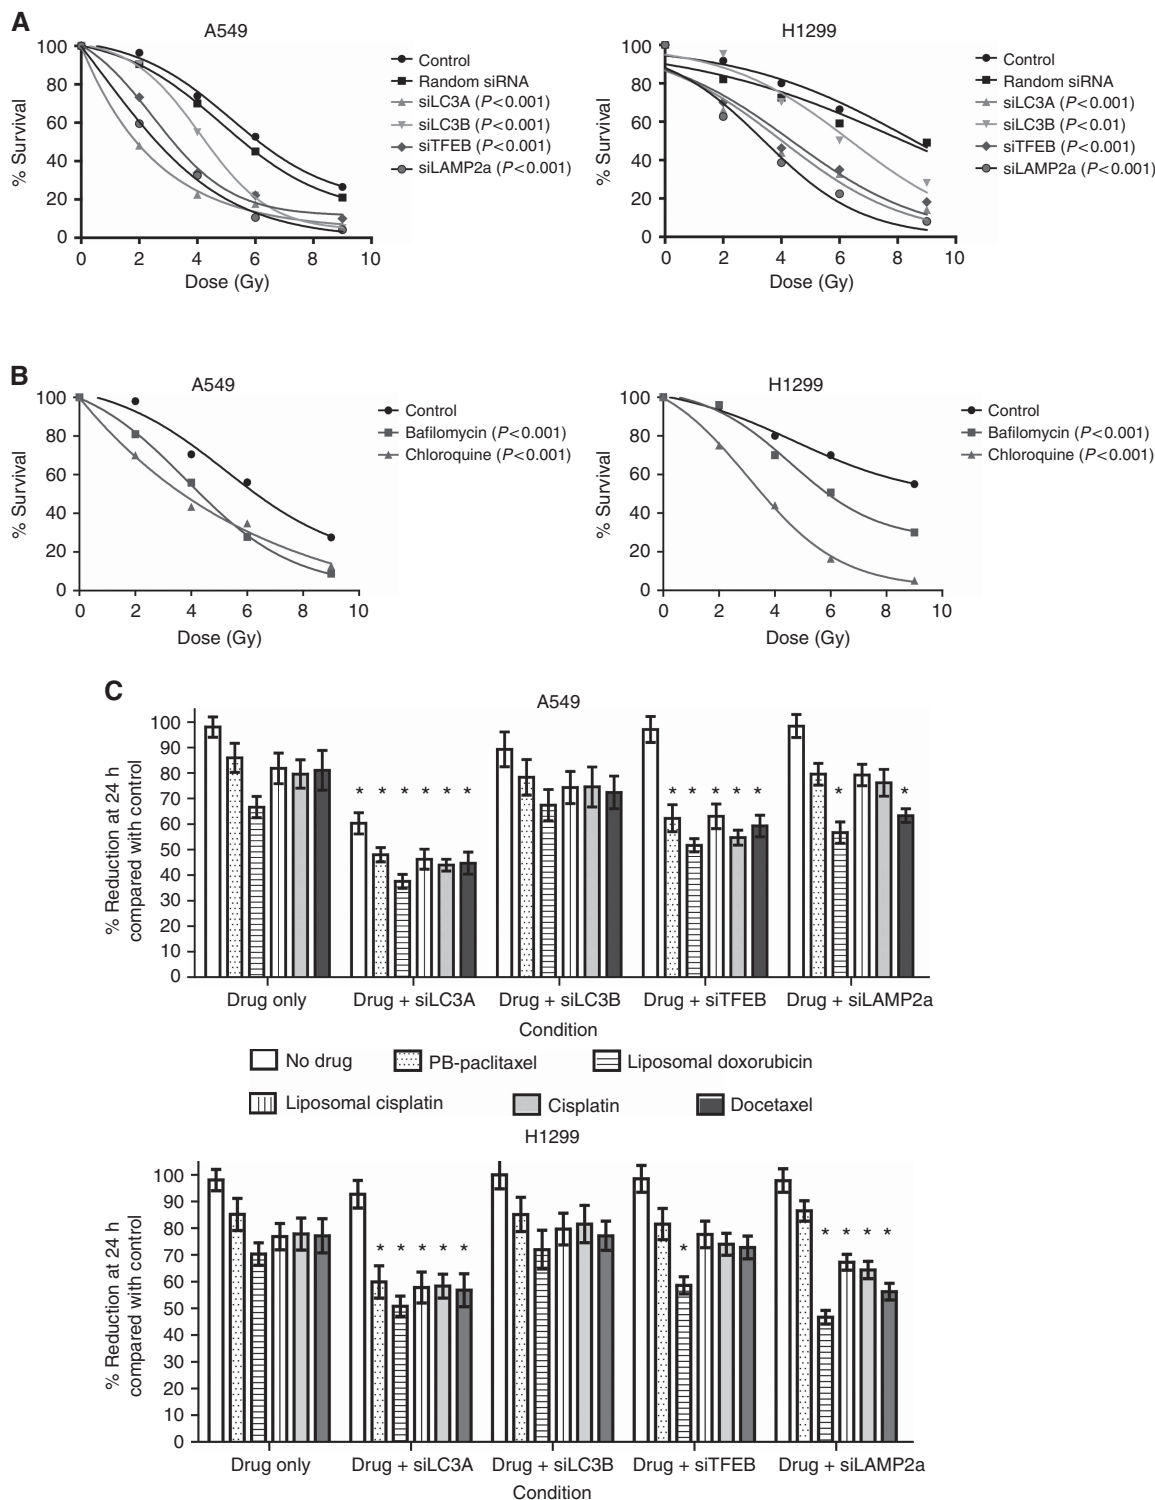 A
A549
% Survival
100
80
60
40
20
0
0 2 4 6 8 10
Dose (Gy)
Control
Random siRNA
siLC3A (P<0.001)
siLC3B (P<0.001)
siTFEB (P<0.001)
siLAMP2a (P<0.001)
H1299
% Survival
100
80
60
40
20
0
0 2 4 6 8 10
Dose (Gy)
Control
Random siRNA
siLC3A (P<0.001)
siLC3B (P<0.01)
siTFEB (P<0.001)
siLAMP2a (P<0.001)
B
A549
% Survival
100
80
60
40
20
0
0 2 4 6 8 10
Dose (Gy)
Control
Bafilomycin (P<0.001)
Chloroquine (P<0.001)
H1299
% Survival
100
80
60
40
20
0
0 2 4 6 8 10
Dose (Gy)
Control
Bafilomycin (P<0.001)
Chloroquine (P<0.001)
C
A549
% Reduction at 24 h
compared with control
100
90
80
70
60
50
40
30
20
10
0
* * * * * *
* * * * *
* *
Drug only Drug + siLC3A Drug + siLC3B Drug + siTFEB Drug + siLAMP2a
Condition
No drug PB-paclitaxel Liposomal doxorubicin
Liposomal cisplatin Cisplatin Docetaxel
H1299
% Reduction at 24 h
compared with control
100
90
80
70
60
50
40
30
20
10
0
* * * * *
*
* * * *
Drug only Drug + siLC3A Drug + siLC3B Drug + siTFEB Drug + siLAMP2a
Condition